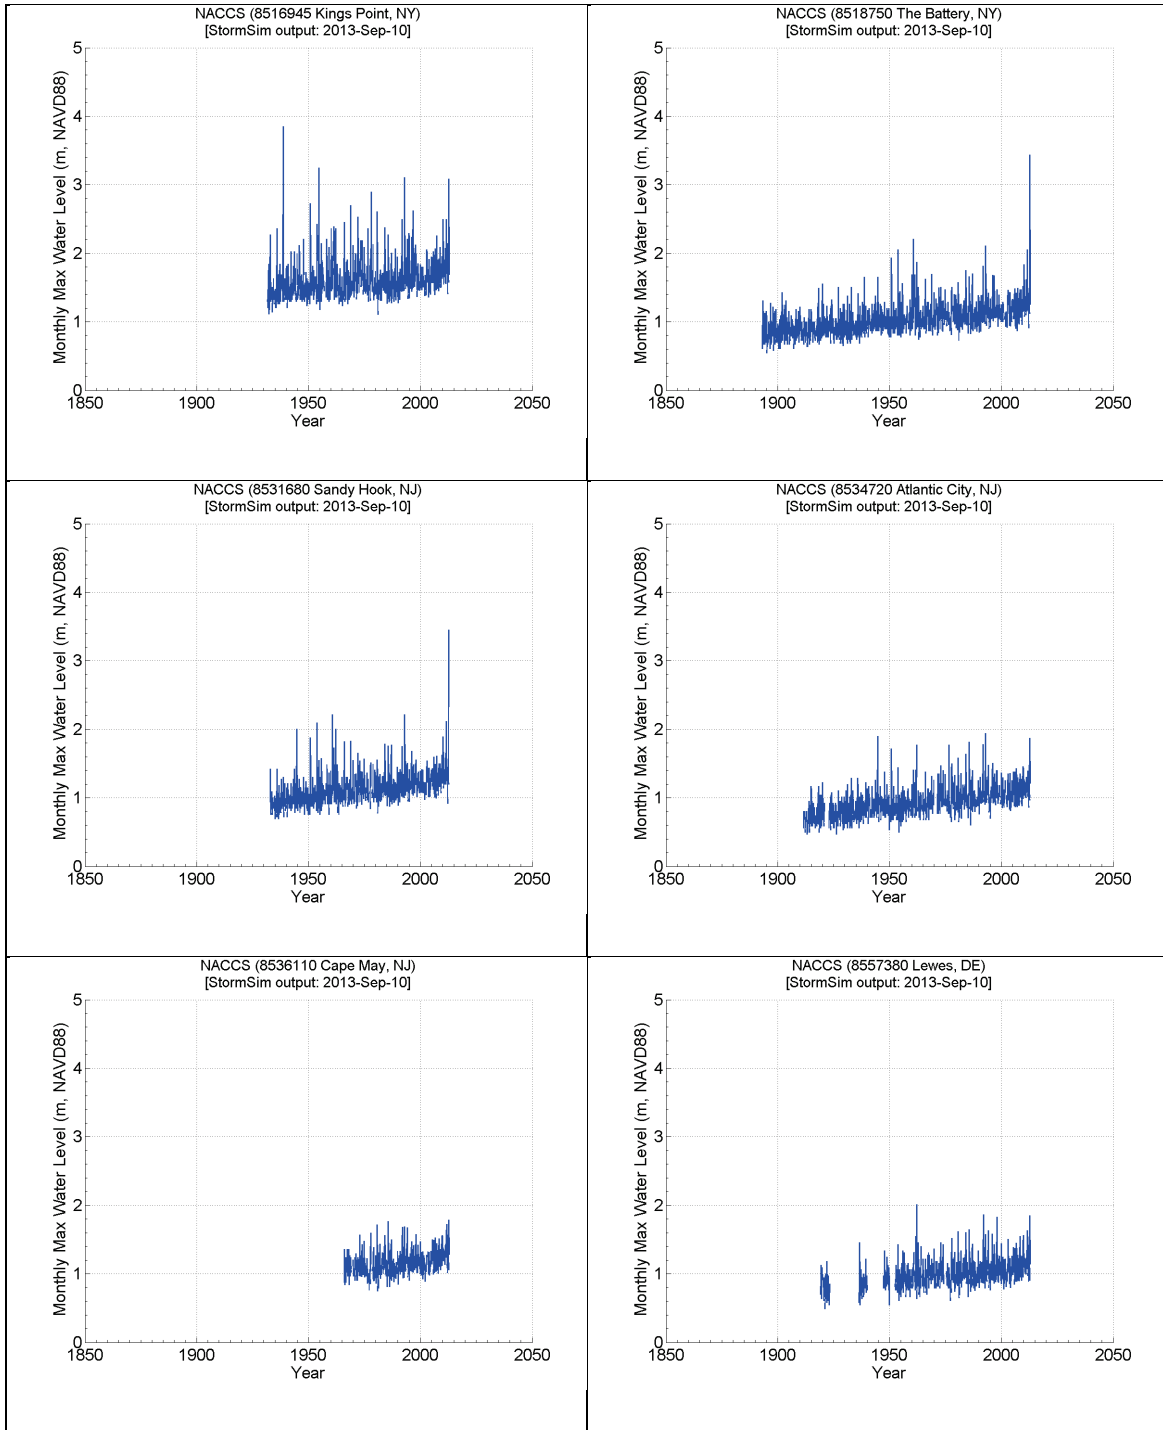 NACCS (8516945 Kings Point, NY)
[StormSim output: 2013-Sep-10]
Monthly Max Water Level (m, NAVD88)
5
4
3
2
1
0
1850 1900 1950 2000 2050
Year
NACCS (8518750 The Battery, NY)
[StormSim output: 2013-Sep-10]
Monthly Max Water Level (m, NAVD88)
5
4
3
2
1
0
1850 1900 1950 2000 2050
Year
NACCS (8531680 Sandy Hook, NJ)
[StormSim output: 2013-Sep-10]
Monthly Max Water Level (m, NAVD88)
5
4
3
2
1
0
1850 1900 1950 2000 2050
Year
NACCS (8534720 Atlantic City, NJ)
[StormSim output: 2013-Sep-10]
Monthly Max Water Level (m, NAVD88)
5
4
3
2
1
0
1850 1900 1950 2000 2050
Year
NACCS (8536110 Cape May, NJ)
[StormSim output: 2013-Sep-10]
Monthly Max Water Level (m, NAVD88)
5
4
3
2
1
0
1850 1900 1950 2000 2050
Year
NACCS (8557380 Lewes, DE)
[StormSim output: 2013-Sep-10]
Monthly Max Water Level (m, NAVD88)
5
4
3
2
1
0
1850 1900 1950 2000 2050
Year